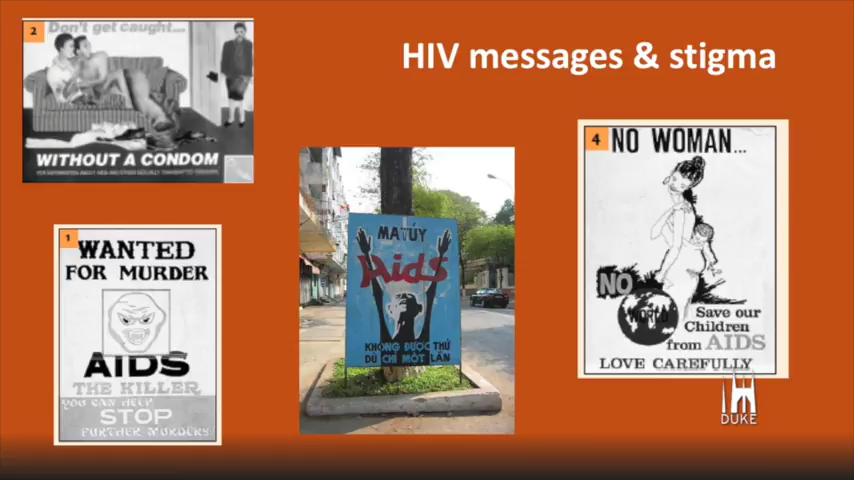 HIV messages & stigma
2
Don't get caught...
WITHOUT A CONDOM
1
WANTED
FOR MURDER
AIDS
THE KILLER
YOU CAN HELP
STOP
FURTHER MURDERS
MATÚY
Aids
KHÔNG ĐƯỢC THỬ
DÙ CHỈ MỘT LẦN
4
NO WOMAN...
NO
WORLD
Save our
Children
from AIDS
LOVE CAREFULLY
DUKE